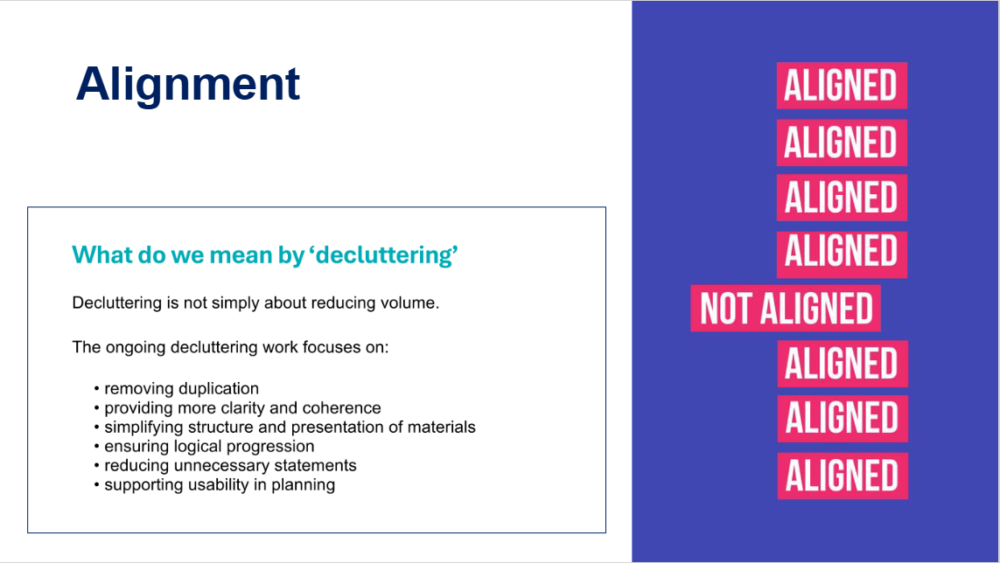 Alignment
What do we mean by ‘decluttering’
Decluttering is not simply about reducing volume.
The ongoing decluttering work focuses on:
• removing duplication
• providing more clarity and coherence
• simplifying structure and presentation of materials
• ensuring logical progression
• reducing unnecessary statements
• supporting usability in planning
ALIGNED
ALIGNED
ALIGNED
ALIGNED
NOT ALIGNED
ALIGNED
ALIGNED
ALIGNED